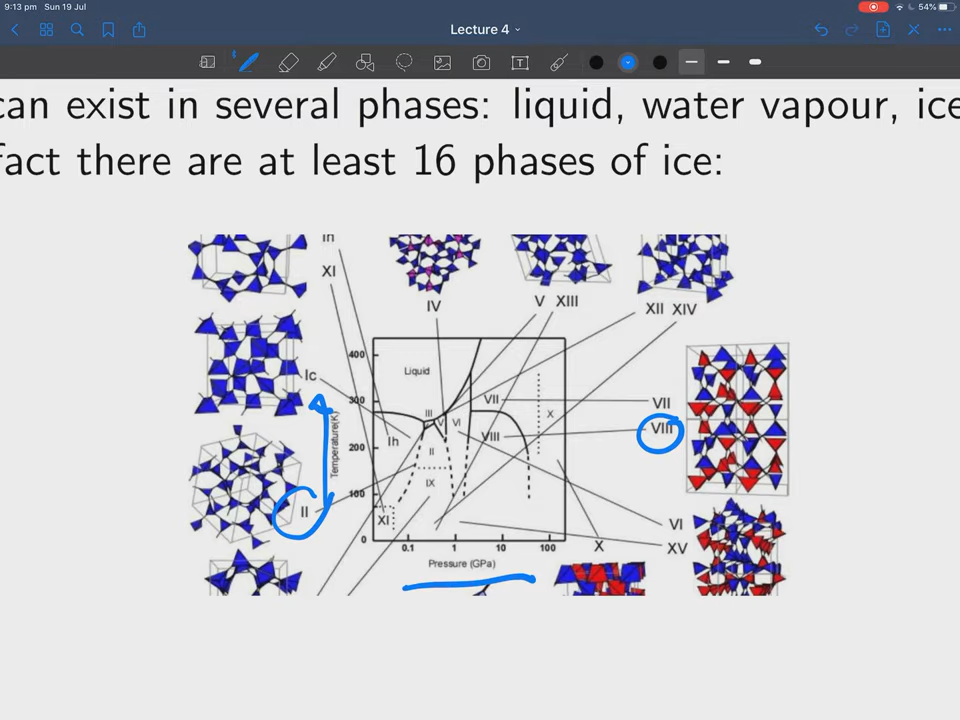 9:13 pm Sun 19 Jul
54%
Lecture 4
T
can exist in several phases: liquid, water vapour, ice
fact there are at least 16 phases of ice:
Ih
XI
IV
V XIII
XII XIV
Ic
400
Liquid
300
VII
VII
III
V
VI
X
Ih
VIII
VIII
200
II
Temperature(K)
100
IX
II
XI
VI
0
0.1 1 10 100
X
XV
Pressure (GPa)